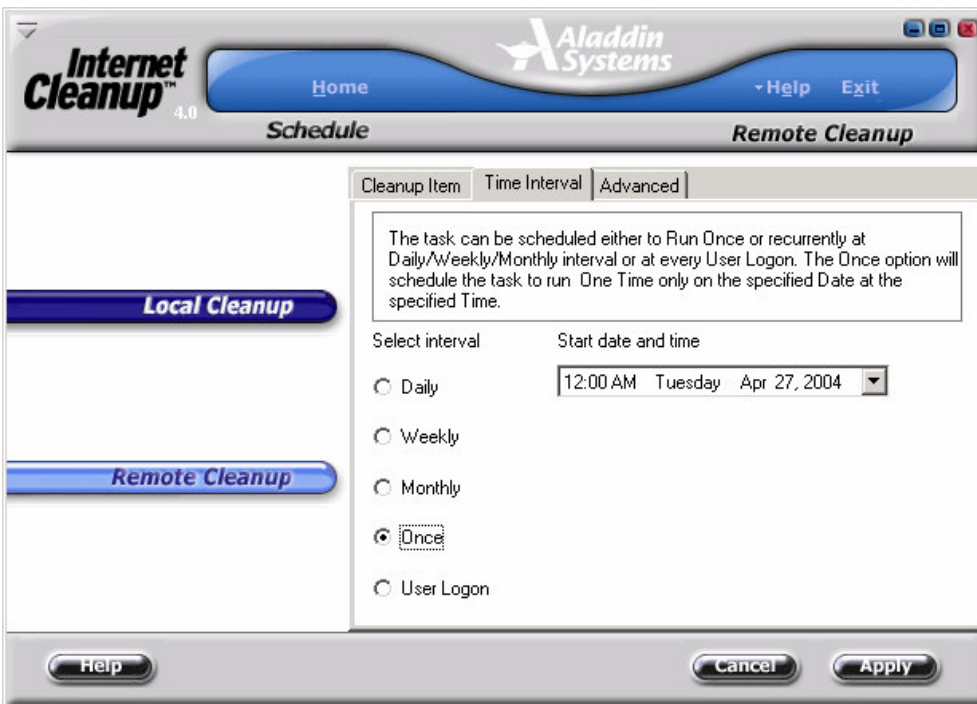 Internet
Cleanup™ 4.0
Aladdin
Systems
Home
Help
Exit
Schedule
Remote Cleanup
Local Cleanup
Remote Cleanup
Cleanup Item
Time Interval
Advanced
The task can be scheduled either to Run Once or recurrently at
Daily/Weekly/Monthly interval or at every User Logon. The Once option will
schedule the task to run One Time only on the specified Date at the
specified Time.
Select interval
Start date and time
Daily
12:00 AM Tuesday Apr 27, 2004
Weekly
Monthly
Once
User Logon
Help
Cancel
Apply